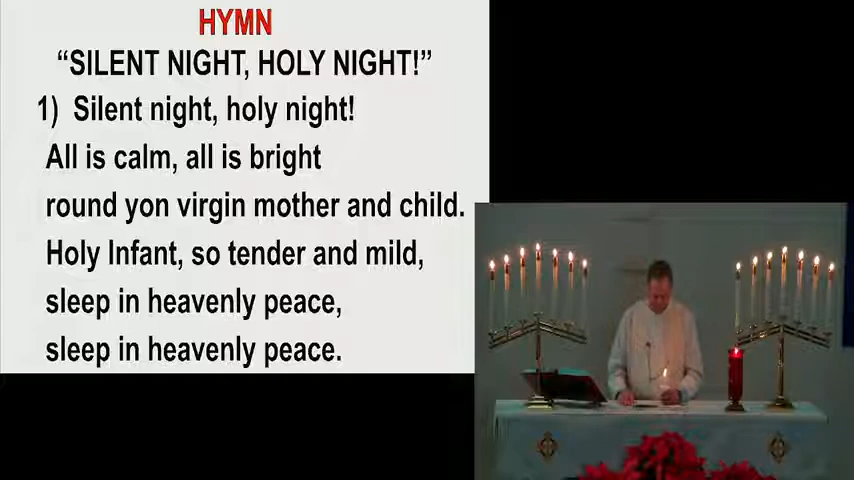 HYMN
“SILENT NIGHT, HOLY NIGHT!”
1) Silent night, holy night!
All is calm, all is bright
round yon virgin mother and child.
Holy Infant, so tender and mild,
sleep in heavenly peace,
sleep in heavenly peace.